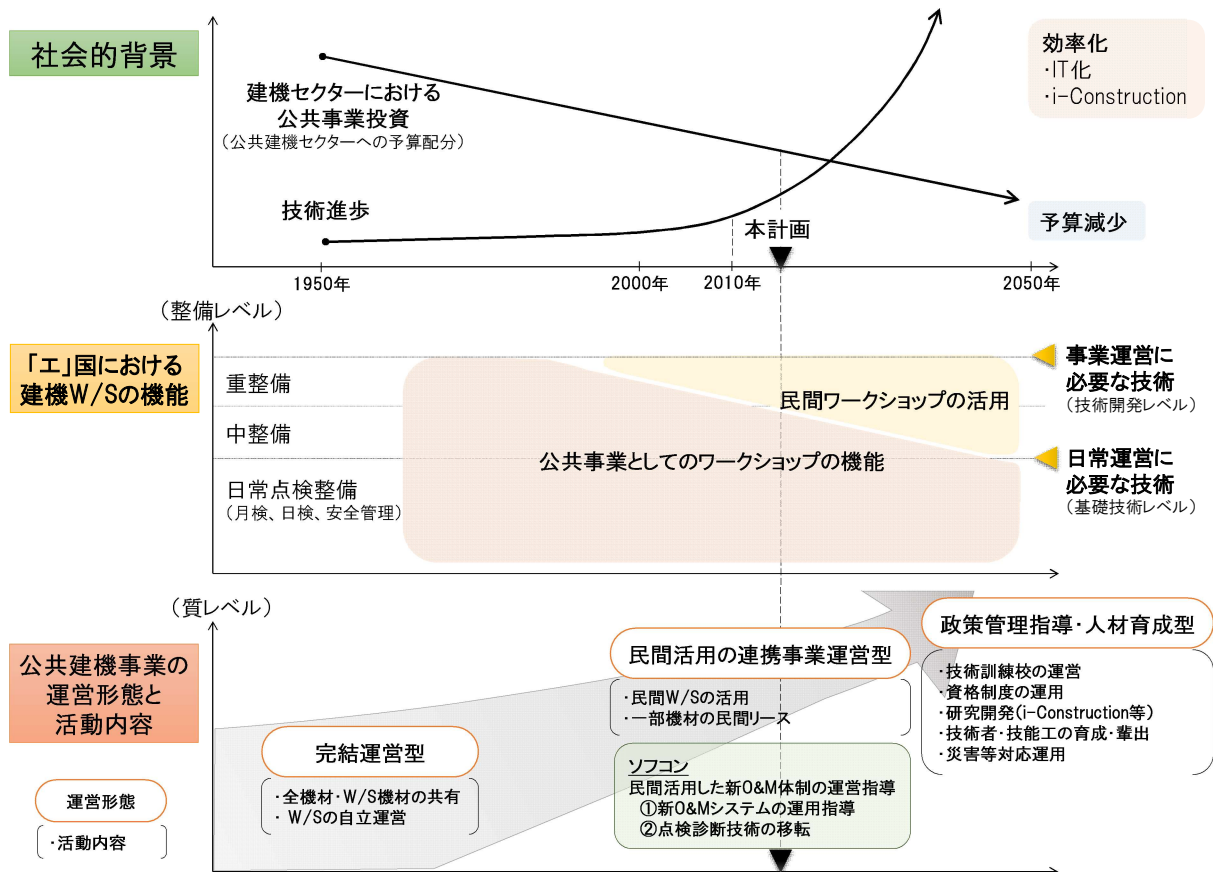 社会的背景
建機セクターにおける
公共事業投資
（公共建機セクターへの予算配分）
技術進歩
効率化
・IT化
・i-Construction
予算減少
本計画
1950年
2000年
2010年
2050年
（整備レベル）
「エ」国における
建機W/Sの機能
重整備
中整備
日常点検整備
（月検、日検、安全管理）
民間ワークショップの活用
公共事業としてのワークショップの機能
事業運営に
必要な技術
（技術開発レベル）
日常運営に
必要な技術
（基礎技術レベル）
（質レベル）
公共建機事業の
運営形態と
活動内容
運営形態
・活動内容
完結運営型
・全機材・W/S機材の共有
・W/Sの自立運営
民間活用の連携事業運営型
・民間W/Sの活用
・一部機材の民間リース
ソフコン
民間活用した新O&M体制の運営指導
①新O&Mシステムの運用指導
②点検診断技術の移転
政策管理指導・人材育成型
・技術訓練校の運営
・資格制度の運用
・研究開発(i-Construction等)
・技術者・技能工の育成・輩出
・災害等対応運用